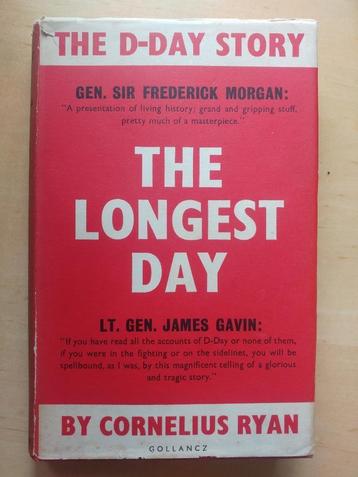 THE D-DAY STORY
GEN. SIR FREDERICK MORGAN:
"A presentation of living history; grand and gripping stuff,
pretty much of a masterpiece."
THE
LONGEST
DAY
LT. GEN. JAMES GAVIN:
"If you have read all the accounts of D-Day or none of them,
if you were in the fighting or on the sidelines, you will be
spellbound, as I was, by this magnificent telling of a glorious
and tragic story."
BY CORNELIUS RYAN
GOLLANCZ